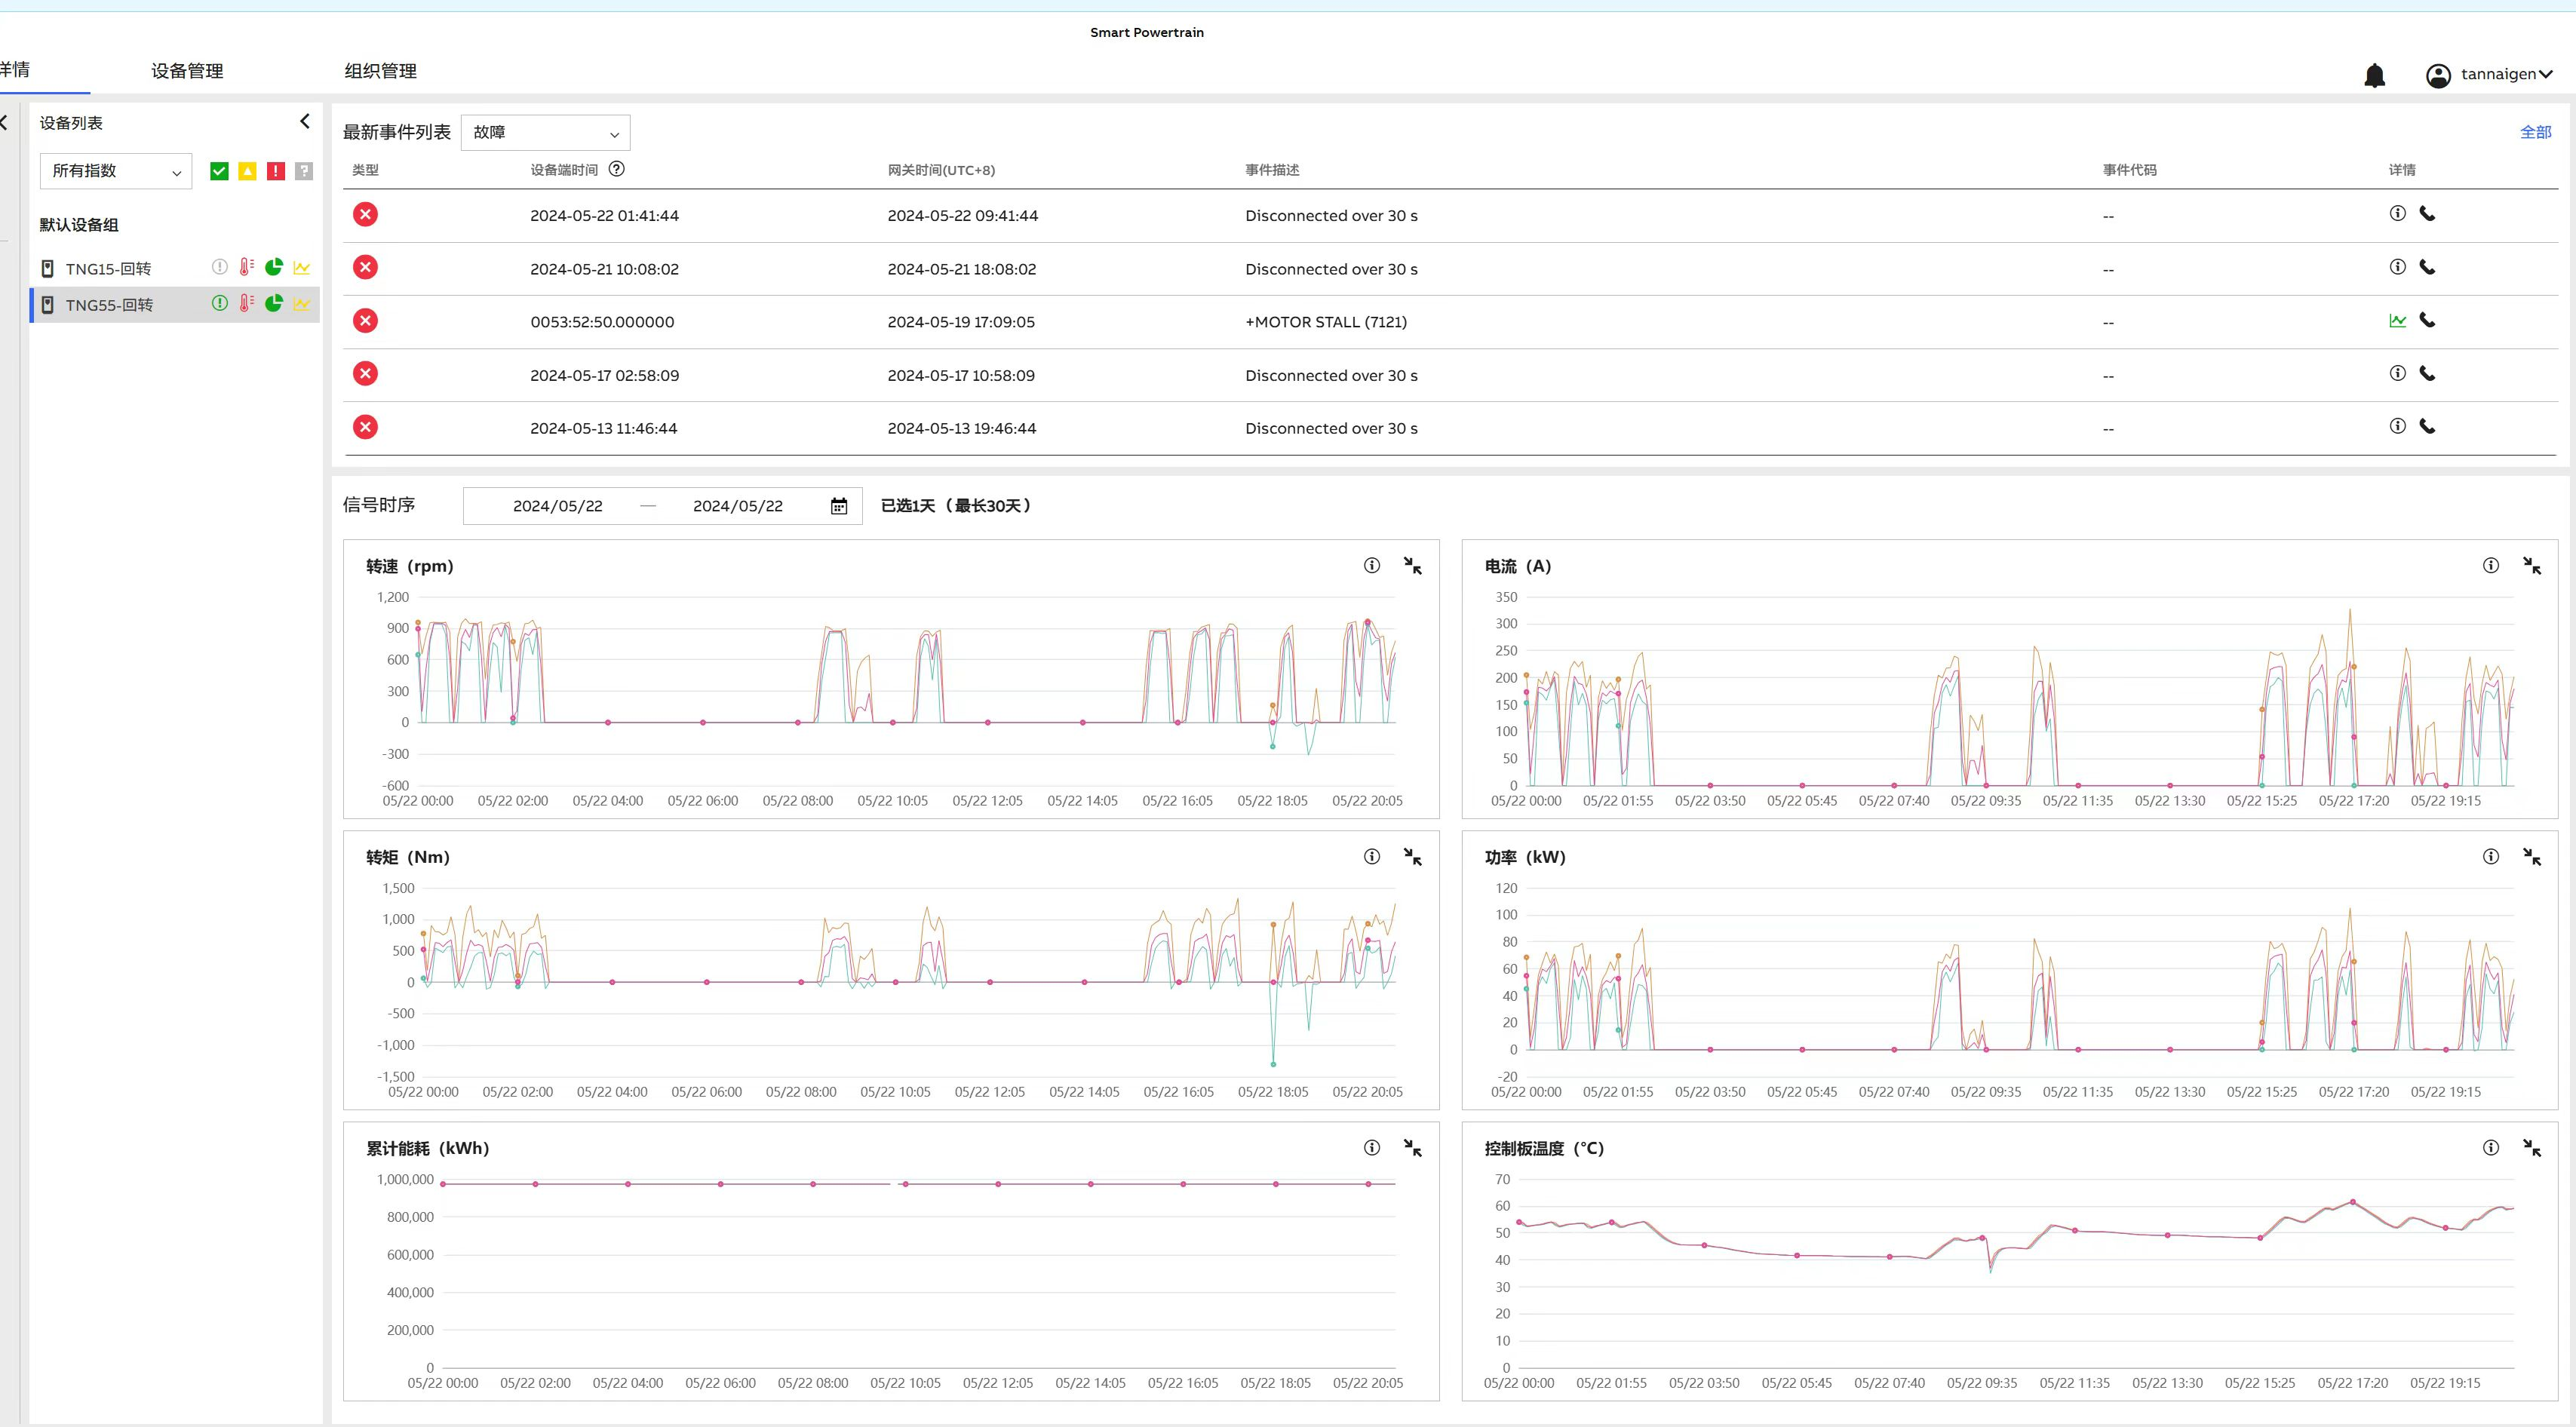 Smart Powertrain
详情 设备管理 组织管理 tannaigen
设备列表
所有指数
默认设备组
TNG15-回转
TNG55-回转
最新事件列表 故障 全部
类型 设备端时间 网关时间(UTC+8) 事件描述 事件代码 详情
2024-05-22 01:41:44 2024-05-22 09:41:44 Disconnected over 30 s --
2024-05-21 10:08:02 2024-05-21 18:08:02 Disconnected over 30 s --
0053:52:50.000000 2024-05-19 17:09:05 +MOTOR STALL (7121) --
2024-05-17 02:58:09 2024-05-17 10:58:09 Disconnected over 30 s --
2024-05-13 11:46:44 2024-05-13 19:46:44 Disconnected over 30 s --
信号时序 2024/05/22 — 2024/05/22 已选1天（最长30天）
转速（rpm）
1,200
900
600
300
0
-300
-600
05/22 00:00 05/22 02:00 05/22 04:00 05/22 06:00 05/22 08:00 05/22 10:05 05/22 12:05 05/22 14:05 05/22 16:05 05/22 18:05 05/22 20:05
电流（A）
350
300
250
200
150
100
50
0
05/22 00:00 05/22 01:55 05/22 03:50 05/22 05:45 05/22 07:40 05/22 09:35 05/22 11:35 05/22 13:30 05/22 15:25 05/22 17:20 05/22 19:15
转矩（Nm）
1,500
1,000
500
0
-500
-1,000
-1,500
05/22 00:00 05/22 02:00 05/22 04:00 05/22 06:00 05/22 08:00 05/22 10:05 05/22 12:05 05/22 14:05 05/22 16:05 05/22 18:05 05/22 20:05
功率（kW）
120
100
80
60
40
20
0
-20
05/22 00:00 05/22 01:55 05/22 03:50 05/22 05:45 05/22 07:40 05/22 09:35 05/22 11:35 05/22 13:30 05/22 15:25 05/22 17:20 05/22 19:15
累计能耗（kWh）
1,000,000
800,000
600,000
400,000
200,000
0
05/22 00:00 05/22 02:00 05/22 04:00 05/22 06:00 05/22 08:00 05/22 10:05 05/22 12:05 05/22 14:05 05/22 16:05 05/22 18:05 05/22 20:05
控制板温度（°C）
70
60
50
40
30
20
10
0
05/22 00:00 05/22 01:55 05/22 03:50 05/22 05:45 05/22 07:40 05/22 09:35 05/22 11:35 05/22 13:30 05/22 15:25 05/22 17:20 05/22 19:15